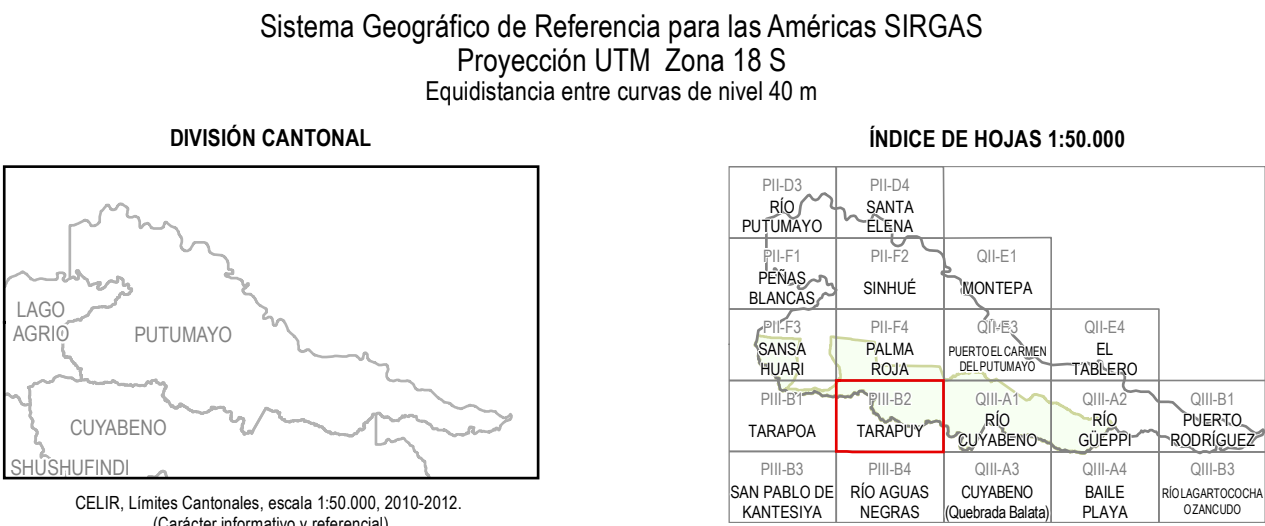 Sistema Geográfico de Referencia para las Américas SIRGAS
Proyección UTM Zona 18 S
Equidistancia entre curvas de nivel 40 m
DIVISIÓN CANTONAL
LAGO
AGRIO
PUTUMAYO
CUYABENO
SHUSHUFINDI
CELIR, Límites Cantonales, escala 1:50.000, 2010-2012.
(Carácter informativo y referencial)
ÍNDICE DE HOJAS 1:50.000
PII-D3
RÍO
PUTUMAYO
PII-D4
SANTA
ELENA
PII-F1
PEÑAS
BLANCAS
PII-F2
SINHUÉ
QII-E1
MONTEPA
PII-F3
SANSA
HUARI
PII-F4
PALMA
ROJA
QII-E3
PUERTO EL CARMEN
DEL PUTUMAYO
QII-E4
EL
TABLERO
PIII-B1
TARAPOA
PIII-B2
TARAPUY
QIII-A1
RÍO
CUYABENO
QIII-A2
RÍO
GÜEPPI
QIII-B1
PUERTO
RODRÍGUEZ
PIII-B3
SAN PABLO DE
KANTESIYA
PIII-B4
RÍO AGUAS
NEGRAS
QIII-A3
CUYABENO
(Quebrada Balata)
QIII-A4
BAILE
PLAYA
QIII-B3
RÍO LAGARTOCOCHA
O ZANCUDO